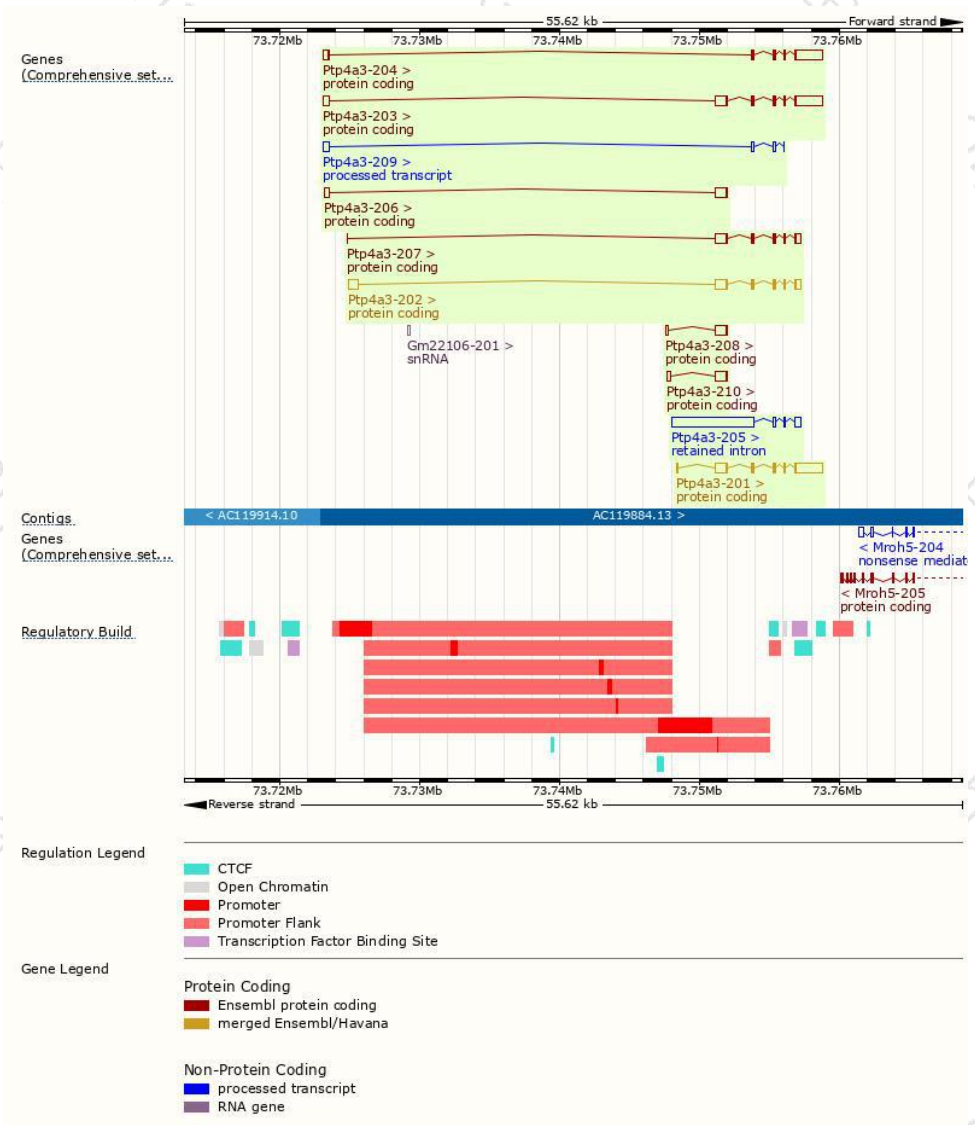 55.62 kb Forward strand
73.72Mb 73.73Mb 73.74Mb 73.75Mb 73.76Mb
Genes
(Comprehensive set...
Ptp4a3-204 >
protein coding
Ptp4a3-203 >
protein coding
Ptp4a3-209 >
processed transcript
Ptp4a3-206 >
protein coding
Ptp4a3-207 >
protein coding
Ptp4a3-202 >
protein coding
Gm22106-201 >
snRNA
Ptp4a3-208 >
protein coding
Ptp4a3-210 >
protein coding
Ptp4a3-205 >
retained intron
Ptp4a3-201 >
protein coding
Contigs
< AC119914.10 AC119884.13 >
Genes
(Comprehensive set...
< Mroh5-204
nonsense mediat
< Mroh5-205
protein coding
Regulatory Build
73.72Mb 73.73Mb 73.74Mb 73.75Mb 73.76Mb
Reverse strand 55.62 kb
Regulation Legend
CTCF
Open Chromatin
Promoter
Promoter Flank
Transcription Factor Binding Site
Gene Legend
Protein Coding
Ensembl protein coding
merged Ensembl/Havana
Non-Protein Coding
processed transcript
RNA gene